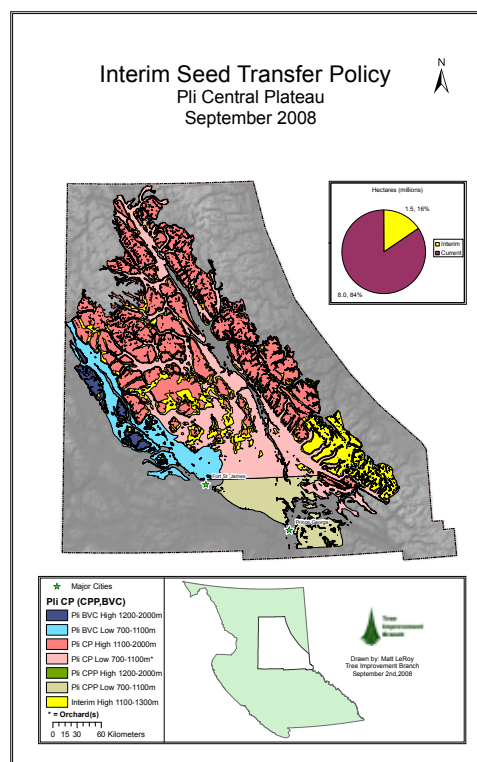 Interim Seed Transfer Policy
Pli Central Plateau
September 2008
N
Hectares (millions)
1.5, 16%
Interim
Current
8.0, 84%
Fort St. James
Prince George
Major Cities
Pli CP (CPP,BVC)
Pli BVC High 1200-2000m
Pli BVC Low 700-1100m
Pli CP High 1100-2000m
Pli CP Low 700-1100m*
Pli CPP High 1200-2000m
Pli CPP Low 700-1100m
Interim High 1100-1300m
* = Orchard(s)
0 15 30 60 Kilometers
Tree
Improvement
Branch
Drawn by: Matt LeRoy
Tree Improvement Branch
September 2nd,2008